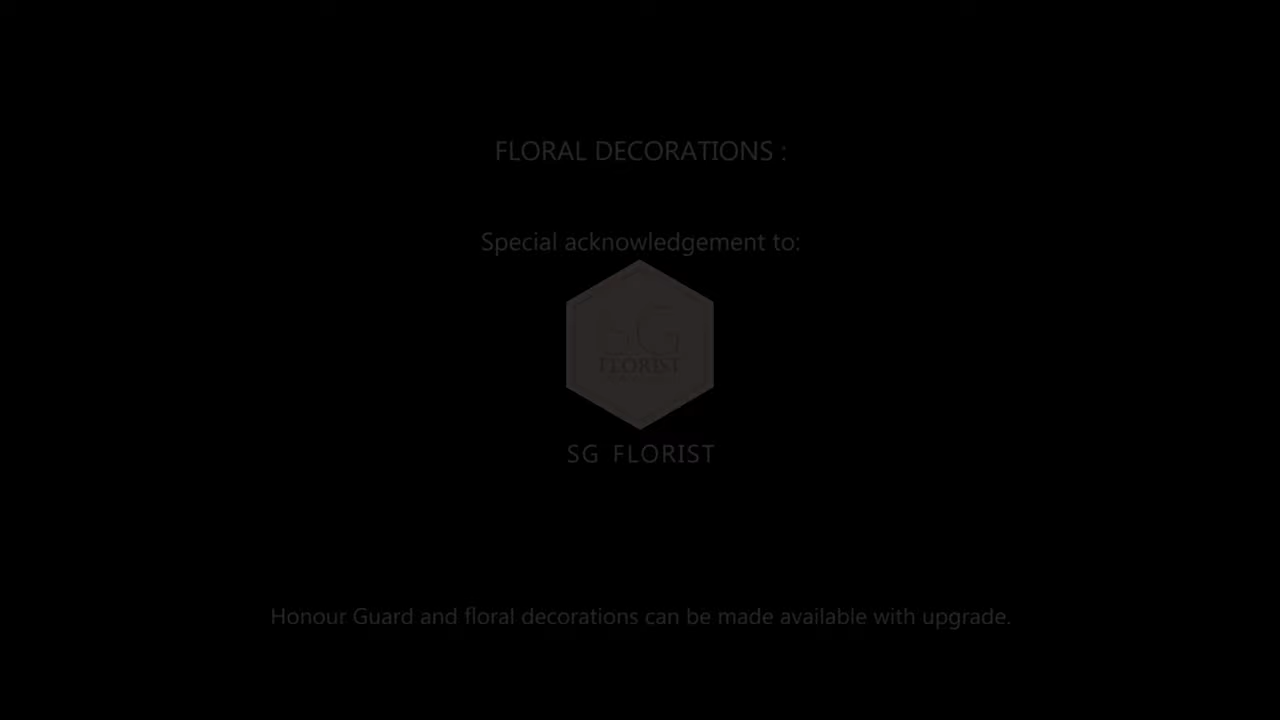 FLORAL DECORATIONS :
Special acknowledgement to:
SG
FLORIST
SG FLORIST
Honour Guard and floral decorations can be made available with upgrade.